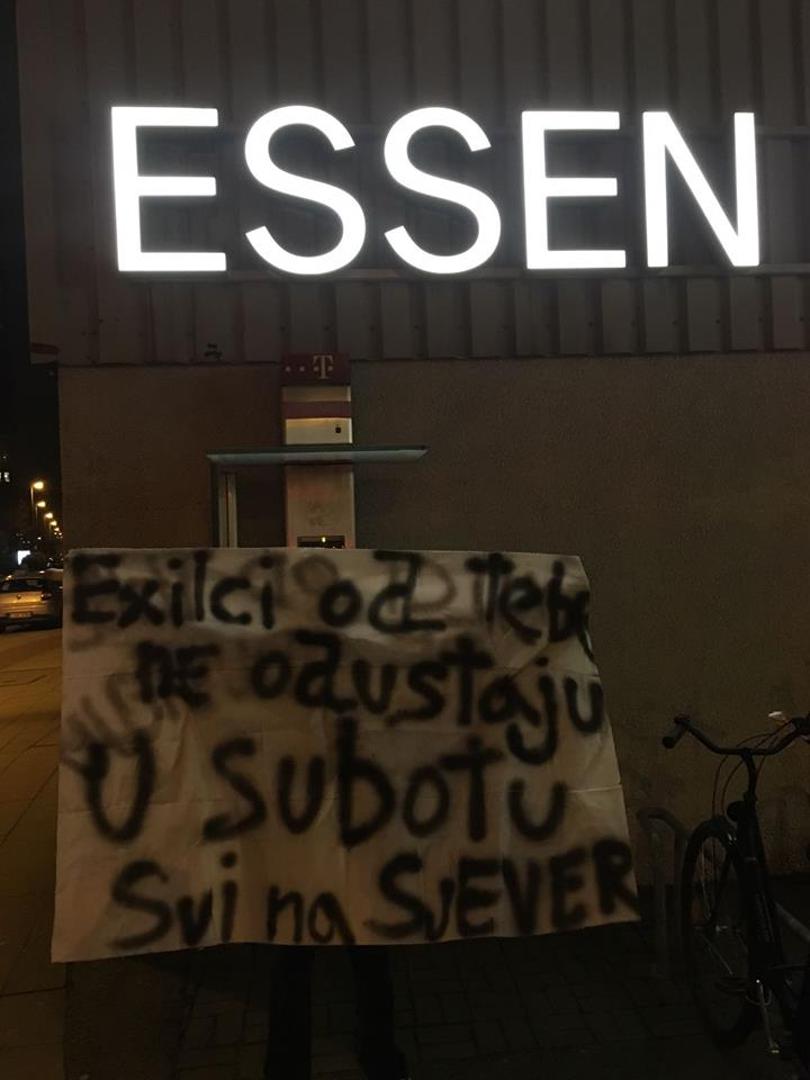 ESSEN
T
Exilci od tebe
ne odustaju
U Subotu
Svi na SJEVER